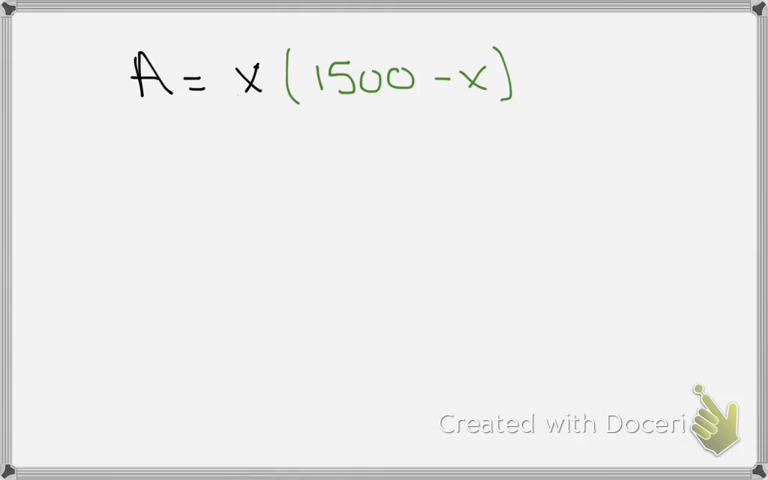 A = x (1500 - x)
Created with Doceri